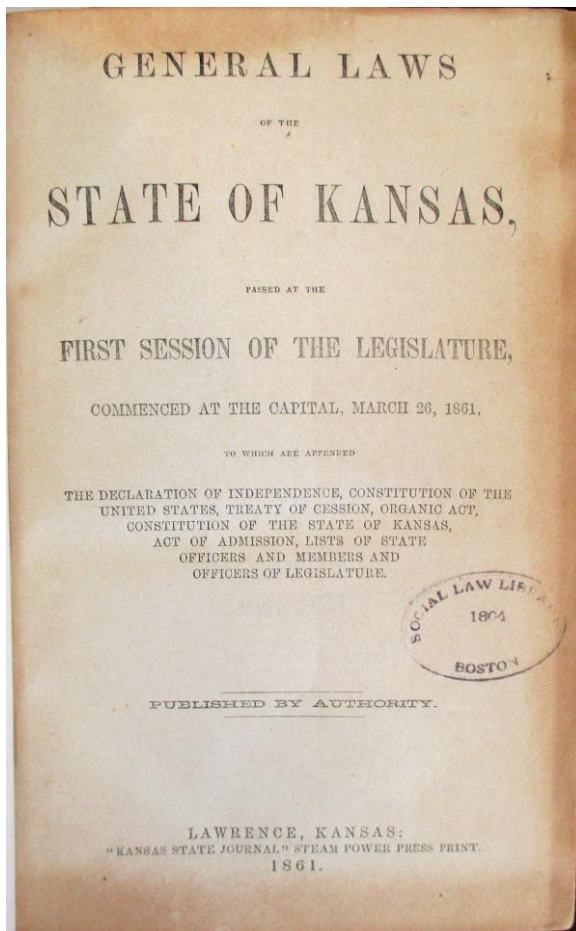 GENERAL LAWS
OF THE
STATE OF KANSAS,
PASSED AT THE
FIRST SESSION OF THE LEGISLATURE,
COMMENCED AT THE CAPITAL, MARCH 26, 1861,
TO WHICH ARE APPENDED
THE DECLARATION OF INDEPENDENCE, CONSTITUTION OF THE
UNITED STATES, TREATY OF CESSION, ORGANIC ACT,
CONSTITUTION OF THE STATE OF KANSAS,
ACT OF ADMISSION, LISTS OF STATE
OFFICERS AND MEMBERS AND
OFFICERS OF LEGISLATURE.
SOCIAL LAW LIBRARY
1864
BOSTON
PUBLISHED BY AUTHORITY.
LAWRENCE, KANSAS:
"KANSAS STATE JOURNAL" STEAM POWER PRESS PRINT.
1861.